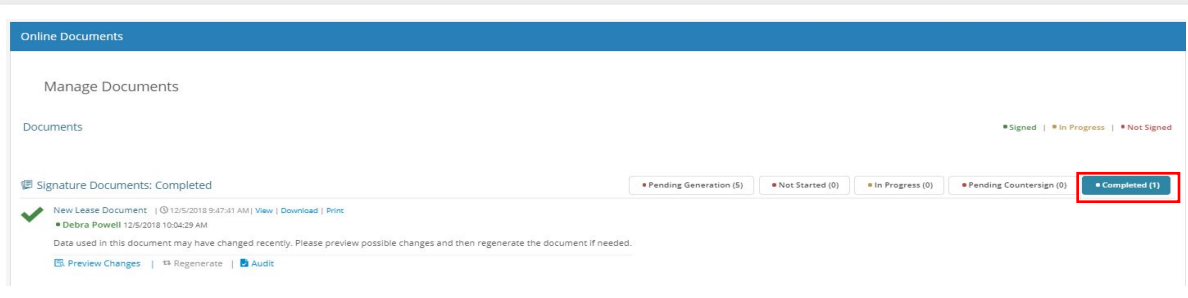 Online Documents
Manage Documents
Documents
Signed | In Progress | Not Signed
Signature Documents: Completed
Pending Generation (5)
Not Started (0)
In Progress (0)
Pending Countersign (0)
Completed (1)
New Lease Document | 12/5/2018 9:47:41 AM | View | Download | Print
Debra Powell 12/5/2018 10:04:29 AM
Data used in this document may have changed recently. Please preview possible changes and then regenerate the document if needed.
Preview Changes | Regenerate | Audit